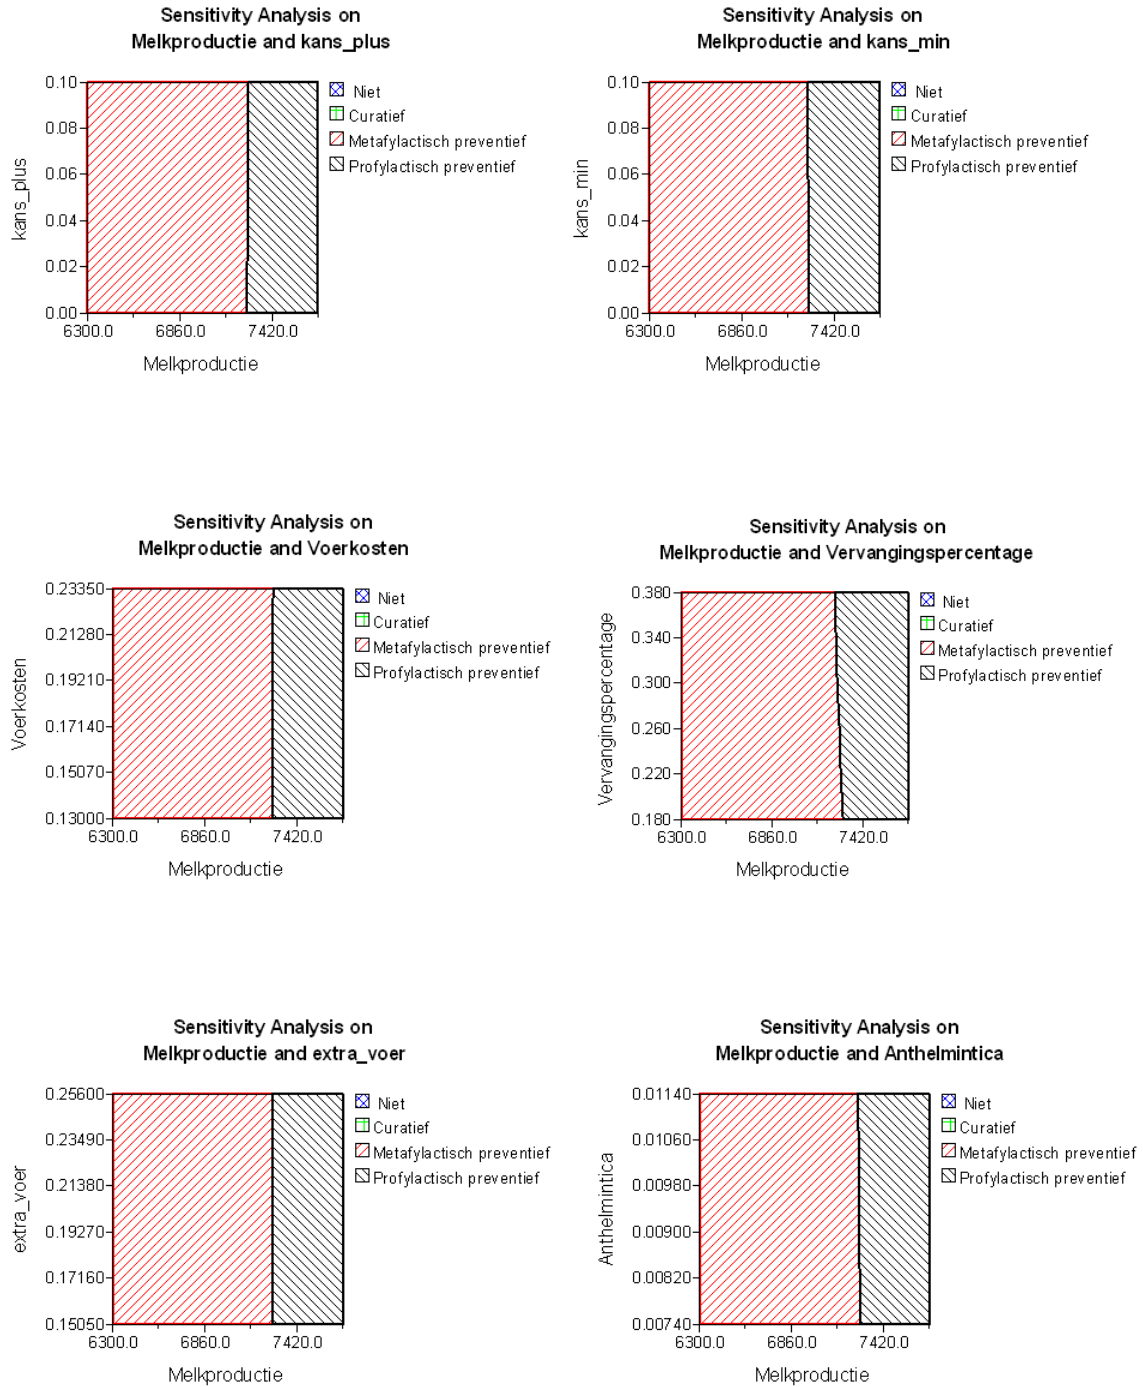 Sensitivity Analysis on
Melkproductie and kans_plus
kans_plus
0.10
0.08
0.06
0.04
0.02
0.00
6300.0 6860.0 7420.0
Melkproductie
Niet
Curatief
Metafylactisch preventief
Profylactisch preventief
Sensitivity Analysis on
Melkproductie and kans_min
kans_min
0.10
0.08
0.06
0.04
0.02
0.00
6300.0 6860.0 7420.0
Melkproductie
Niet
Curatief
Metafylactisch preventief
Profylactisch preventief
Sensitivity Analysis on
Melkproductie and Voerkosten
Voerkosten
0.23350
0.21280
0.19210
0.17140
0.15070
0.13000
6300.0 6860.0 7420.0
Melkproductie
Niet
Curatief
Metafylactisch preventief
Profylactisch preventief
Sensitivity Analysis on
Melkproductie and Vervangingspercentage
Vervangingspercentage
0.380
0.340
0.300
0.260
0.220
0.180
6300.0 6860.0 7420.0
Melkproductie
Niet
Curatief
Metafylactisch preventief
Profylactisch preventief
Sensitivity Analysis on
Melkproductie and extra_voer
extra_voer
0.25600
0.23490
0.21380
0.19270
0.17160
0.15050
6300.0 6860.0 7420.0
Melkproductie
Niet
Curatief
Metafylactisch preventief
Profylactisch preventief
Sensitivity Analysis on
Melkproductie and Anthelmintica
Anthelmintica
0.01140
0.01060
0.00980
0.00900
0.00820
0.00740
6300.0 6860.0 7420.0
Melkproductie
Niet
Curatief
Metafylactisch preventief
Profylactisch preventief